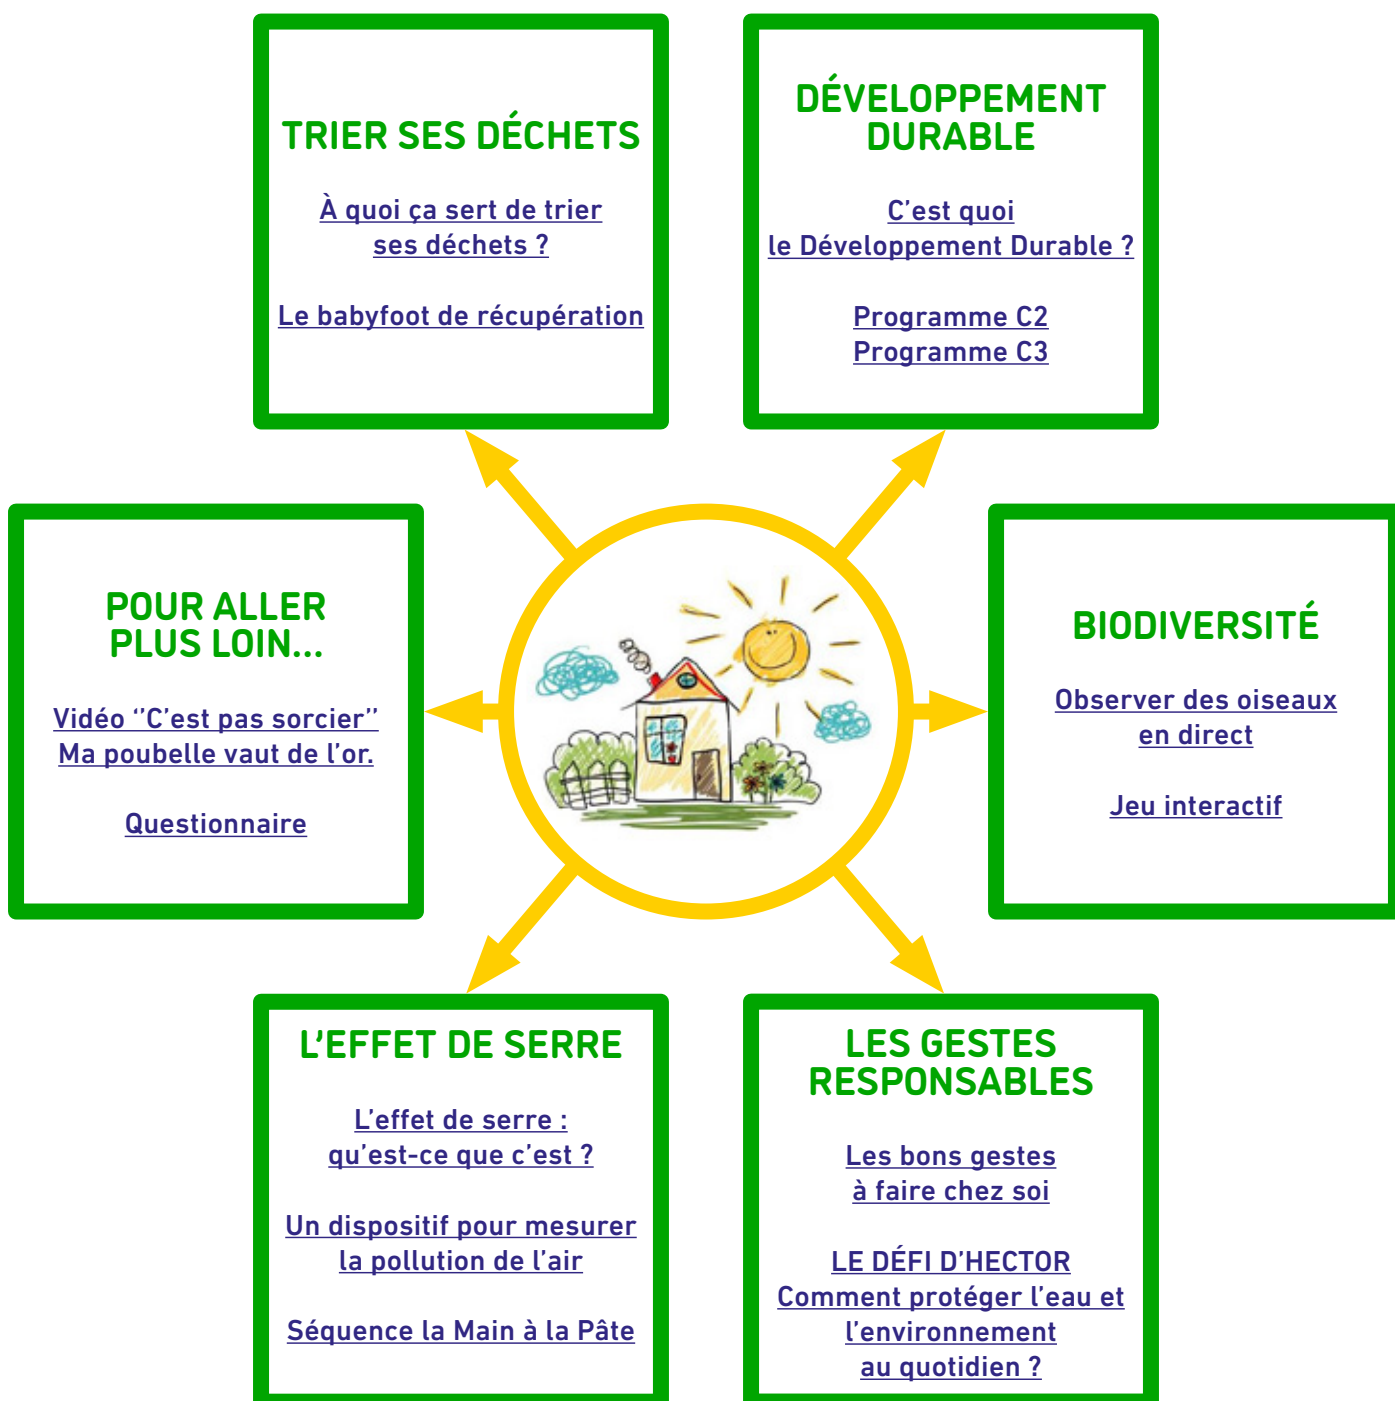 TRIER SES DÉCHETS
À quoi ça sert de trier
ses déchets ?
Le babyfoot de récupération
DÉVELOPPEMENT
DURABLE
C’est quoi
le Développement Durable ?
Programme C2
Programme C3
POUR ALLER
PLUS LOIN...
Vidéo ‘’C’est pas sorcier’’
Ma poubelle vaut de l’or.
Questionnaire
BIODIVERSITÉ
Observer des oiseaux
en direct
Jeu interactif
L’EFFET DE SERRE
L’effet de serre :
qu’est-ce que c’est ?
Un dispositif pour mesurer
la pollution de l’air
Séquence la Main à la Pâte
LES GESTES
RESPONSABLES
Les bons gestes
à faire chez soi
LE DÉFI D’HECTOR
Comment protéger l’eau et
l’environnement
au quotidien ?